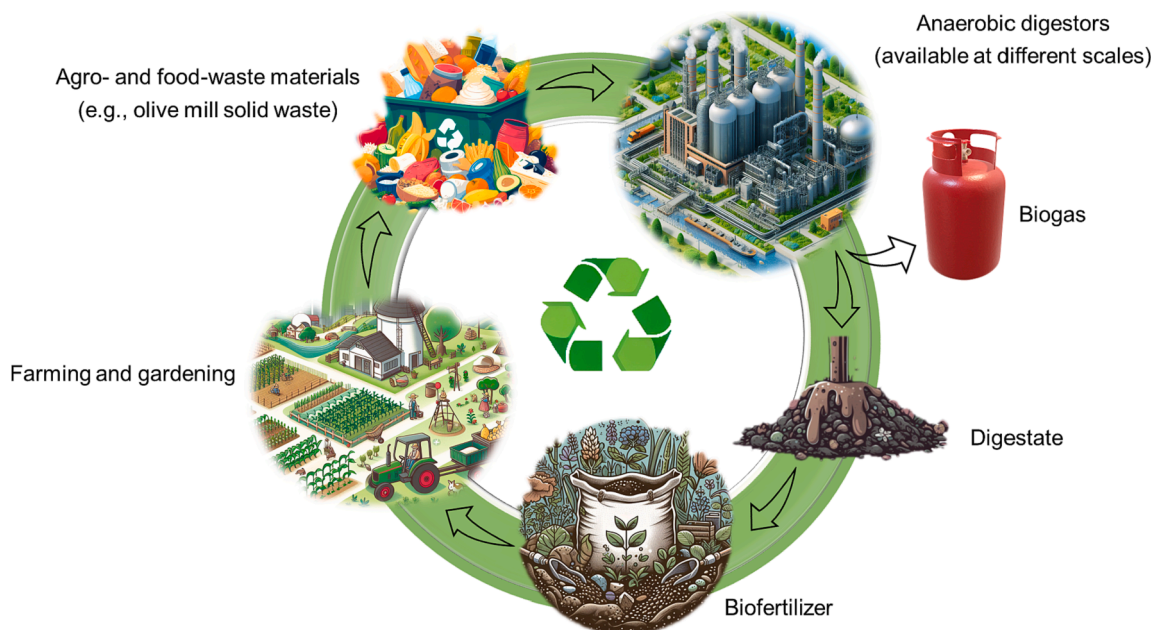 Anaerobic digestors
(available at different scales)
Agro- and food-waste materials
(e.g., olive mill solid waste)
Biogas
Farming and gardening
Digestate
Biofertilizer